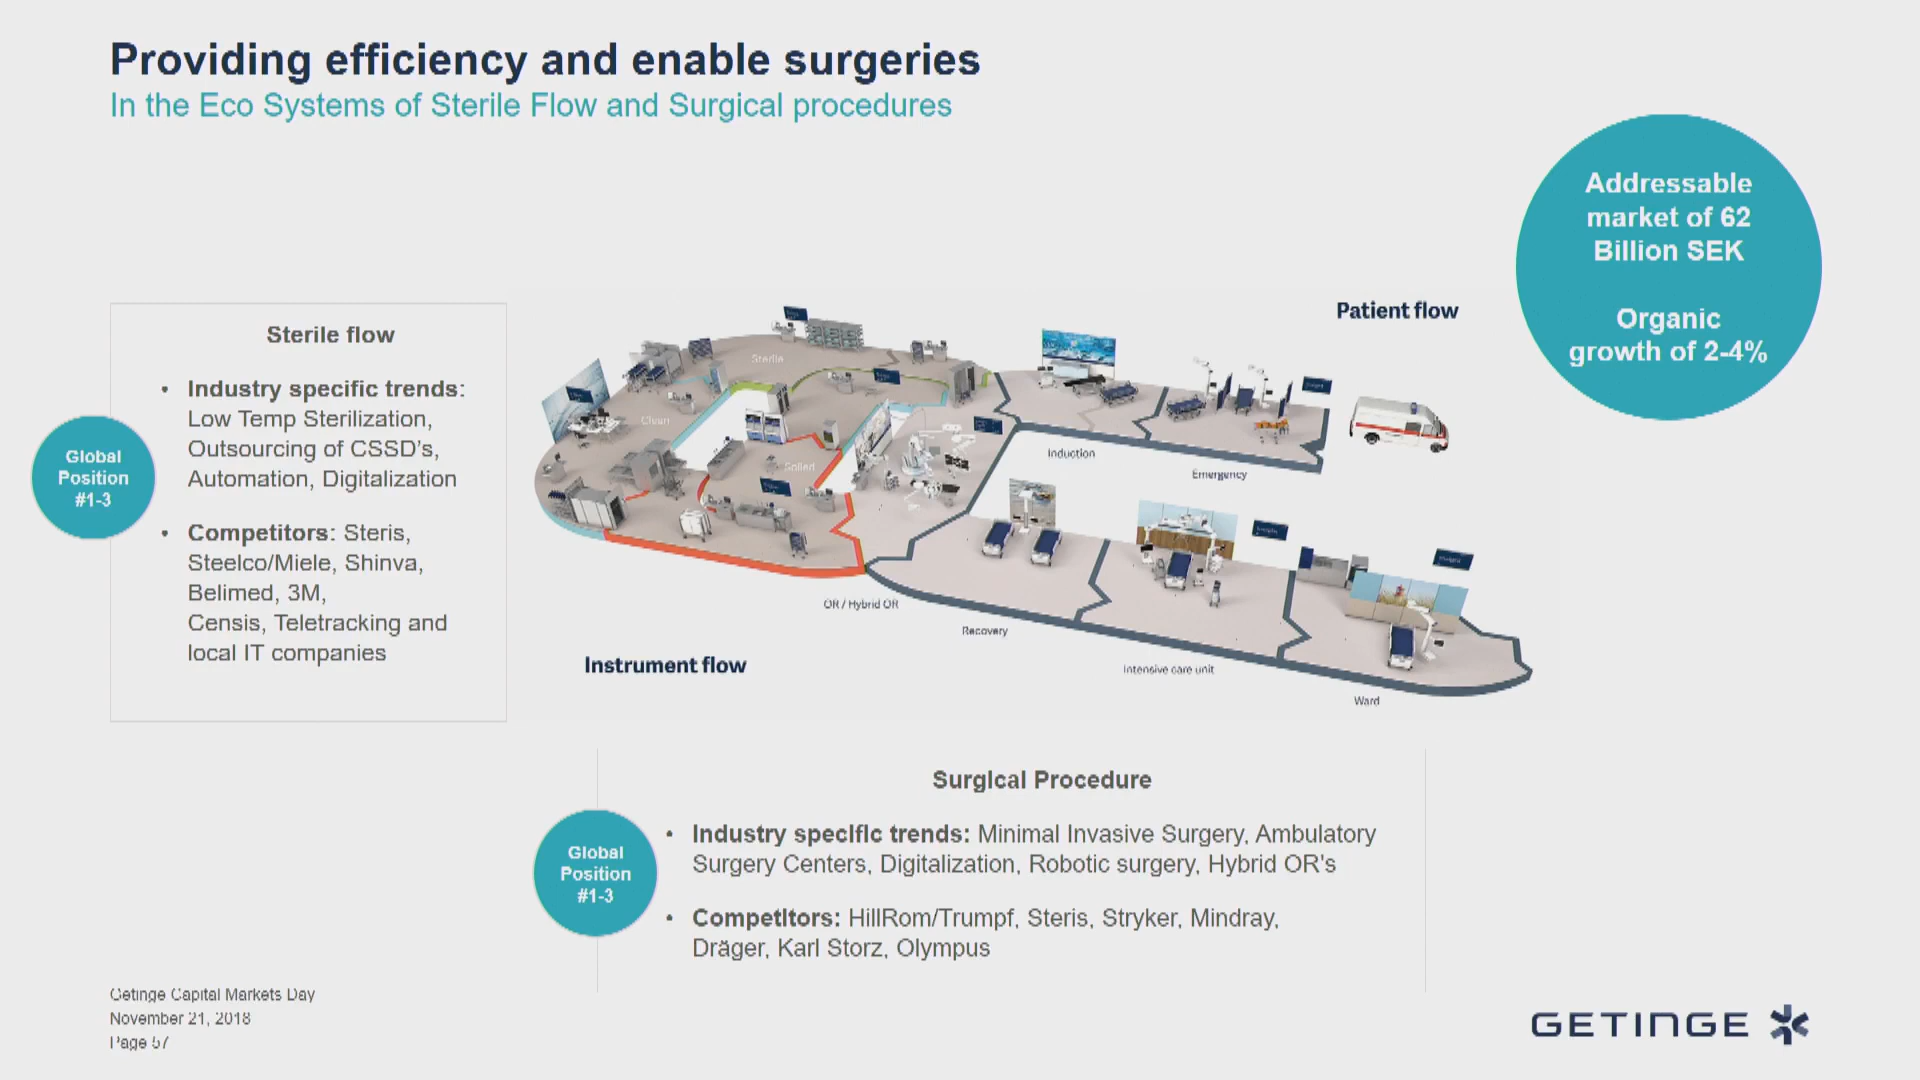 Providing efficiency and enable surgeries
In the Eco Systems of Sterile Flow and Surgical procedures
Addressable
market of 62
Billion SEK
Organic
growth of 2-4%
Sterile flow
• Industry specific trends:
Low Temp Sterilization,
Outsourcing of CSSD's,
Automation, Digitalization
• Competitors: Steris,
Steelco/Miele, Shinva,
Belimed, 3M,
Censis, Teletracking and
local IT companies
Global
Position
#1-3
Patient flow
Sterile
Clean
Soiled
Induction
Emergency
OR / Hybrid OR
Recovery
Intensive care unit
Ward
Instrument flow
Surgical Procedure
• Industry specific trends: Minimal Invasive Surgery, Ambulatory
Surgery Centers, Digitalization, Robotic surgery, Hybrid OR's
• Competitors: HillRom/Trumpf, Steris, Stryker, Mindray,
Dräger, Karl Storz, Olympus
Global
Position
#1-3
Getinge Capital Markets Day
November 21, 2018
Page 57
GETINGE